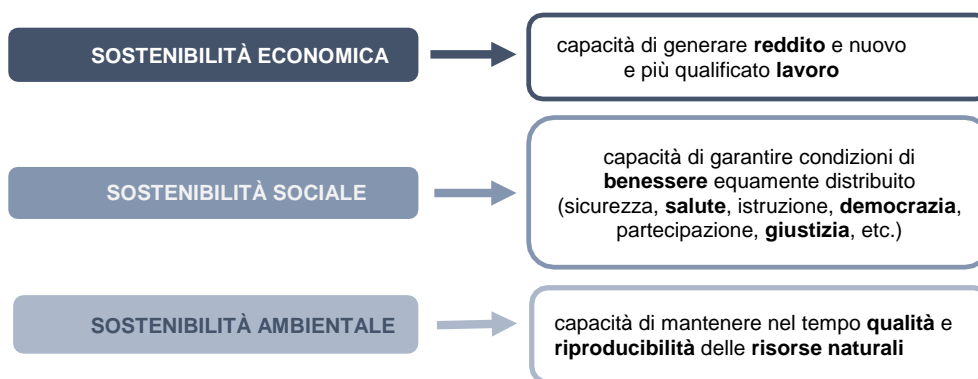 SOSTENIBILITÀ ECONOMICA
capacità di generare reddito e nuovo
e più qualificato lavoro
SOSTENIBILITÀ SOCIALE
capacità di garantire condizioni di
benessere equamente distribuito
(sicurezza, salute, istruzione, democrazia,
partecipazione, giustizia, etc.)
SOSTENIBILITÀ AMBIENTALE
capacità di mantenere nel tempo qualità e
riproducibilità delle risorse naturali